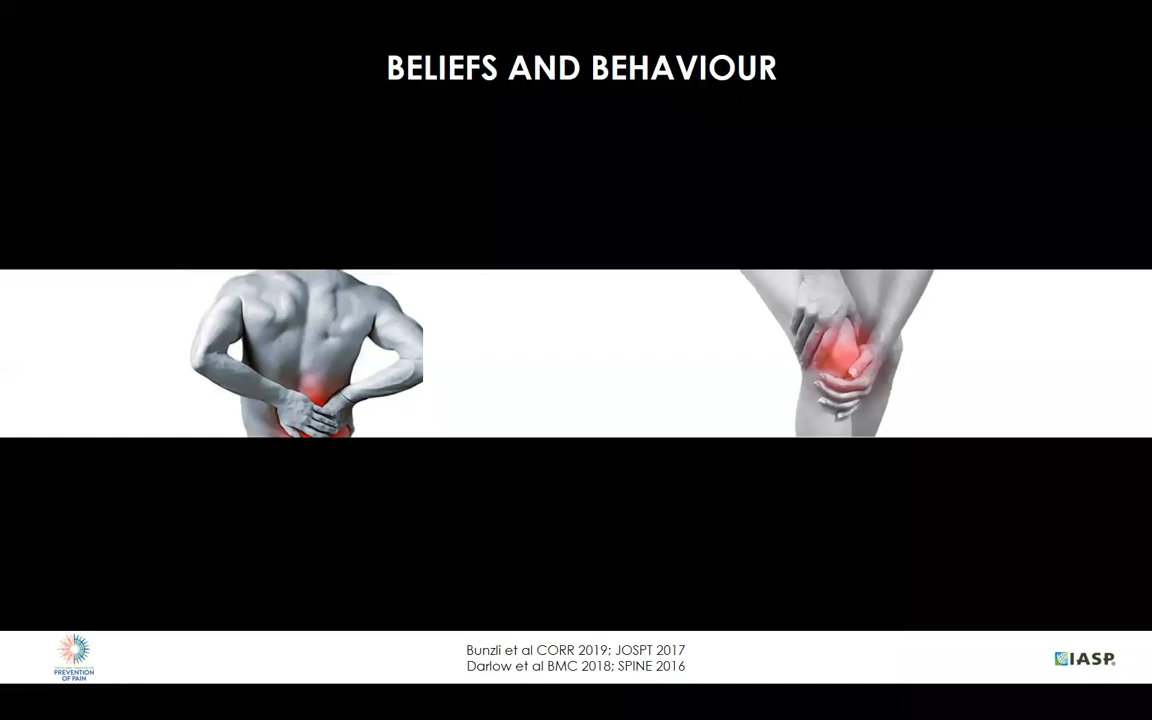 BELIEFS AND BEHAVIOUR
Bunzli et al CORR 2019; JOSPT 2017
Darlow et al BMC 2018; SPINE 2016
PREVENTION
OF PAIN
IASP